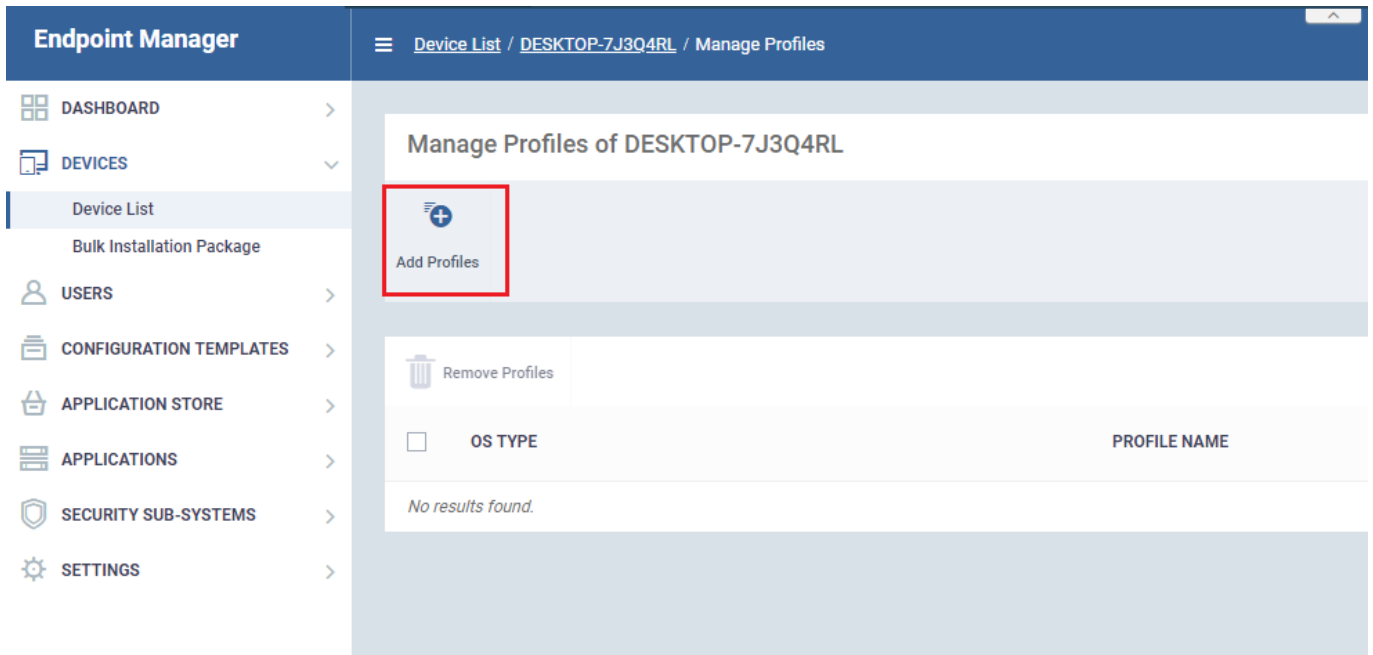 Endpoint Manager
Device List / DESKTOP-7J3Q4RL / Manage Profiles
DASHBOARD
DEVICES
Device List
Bulk Installation Package
USERS
CONFIGURATION TEMPLATES
APPLICATION STORE
APPLICATIONS
SECURITY SUB-SYSTEMS
SETTINGS
Manage Profiles of DESKTOP-7J3Q4RL
Add Profiles
Remove Profiles
OS TYPE PROFILE NAME
No results found.